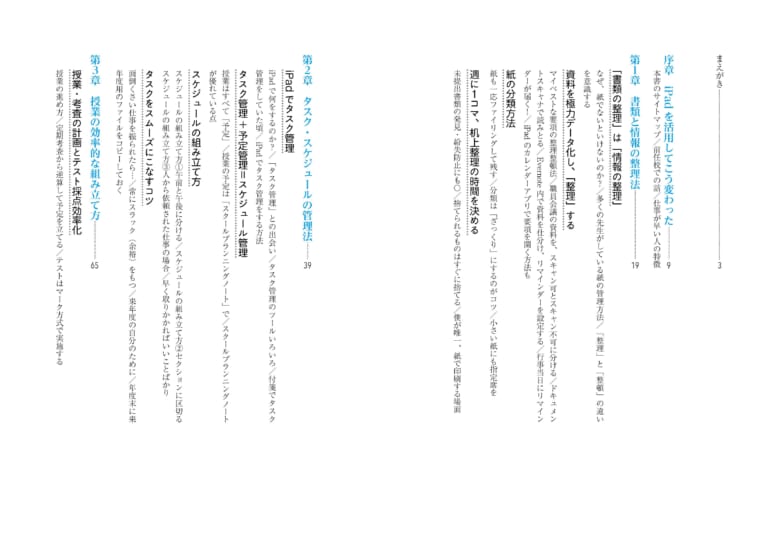 まえがき 3
序章 iPadを活用してこう変わった 9
本書のサイトマップ/前任校での話/仕事が早い人の特徴
第1章 書類と情報の整理法 19
「書類の整理」は「情報の整理」
なぜ、紙でないといけないのか?/多くの先生がしている紙の管理方法/「整理」と「整頓」の違い
を意識する
資料を極力データ化し、「整理」する
マイベストな要項の整理整頓法/職員会議の資料を、スキャン可とスキャン不可に分ける/ドキュメン
トスキャナで読みとる/Evernote内で資料を仕分け、リマインダーを設定する/行事当日にリマイン
ダーが届く!/iPadのカレンダーアプリで要項を開く方法も
紙の分類方法
紙も一応ファイリングして残す/分類は「ざっくり」にするのがコツ/小さい紙にも指定席を
週に1コマ、机上整理の時間を決める
未提出書類の発見・紛失防止にも○/捨てられるものはすぐに捨てる/僕が唯一、紙で印刷する場面
第2章 タスク・スケジュールの管理法 39
iPadでタスク管理
iPadで何をするのか?/「タスク管理」との出会い/タスク管理のツールいろいろ/付箋でタスク
管理をしていた頃/iPadでタスク管理をする方法
タスク管理+予定管理=スケジュール管理
授業はすべて「予定」/授業の予定は「スクールプランニングノート」で/スクールプランニングノート
が優れている点
スケジュールの組み立て方
スケジュールの組み立て方①午前と午後に分ける/スケジュールの組み立て方②セクションに区切る
スケジュールの組み立て方③人から依頼された仕事の場合/早く取りかかればいいことばかり
タスクをスムーズにこなすコツ
面倒くさい仕事を振られたら…/常にスラック(余裕)をもつ/来年度の自分のために/年度末に来
年度用のファイルをコピーしておく
第3章 授業の効率的な組み立て方 65
授業・考査の計画とテスト採点効率化
授業の進め方/定期考査から逆算して予定を立てる/テストはマーク方式で実施する